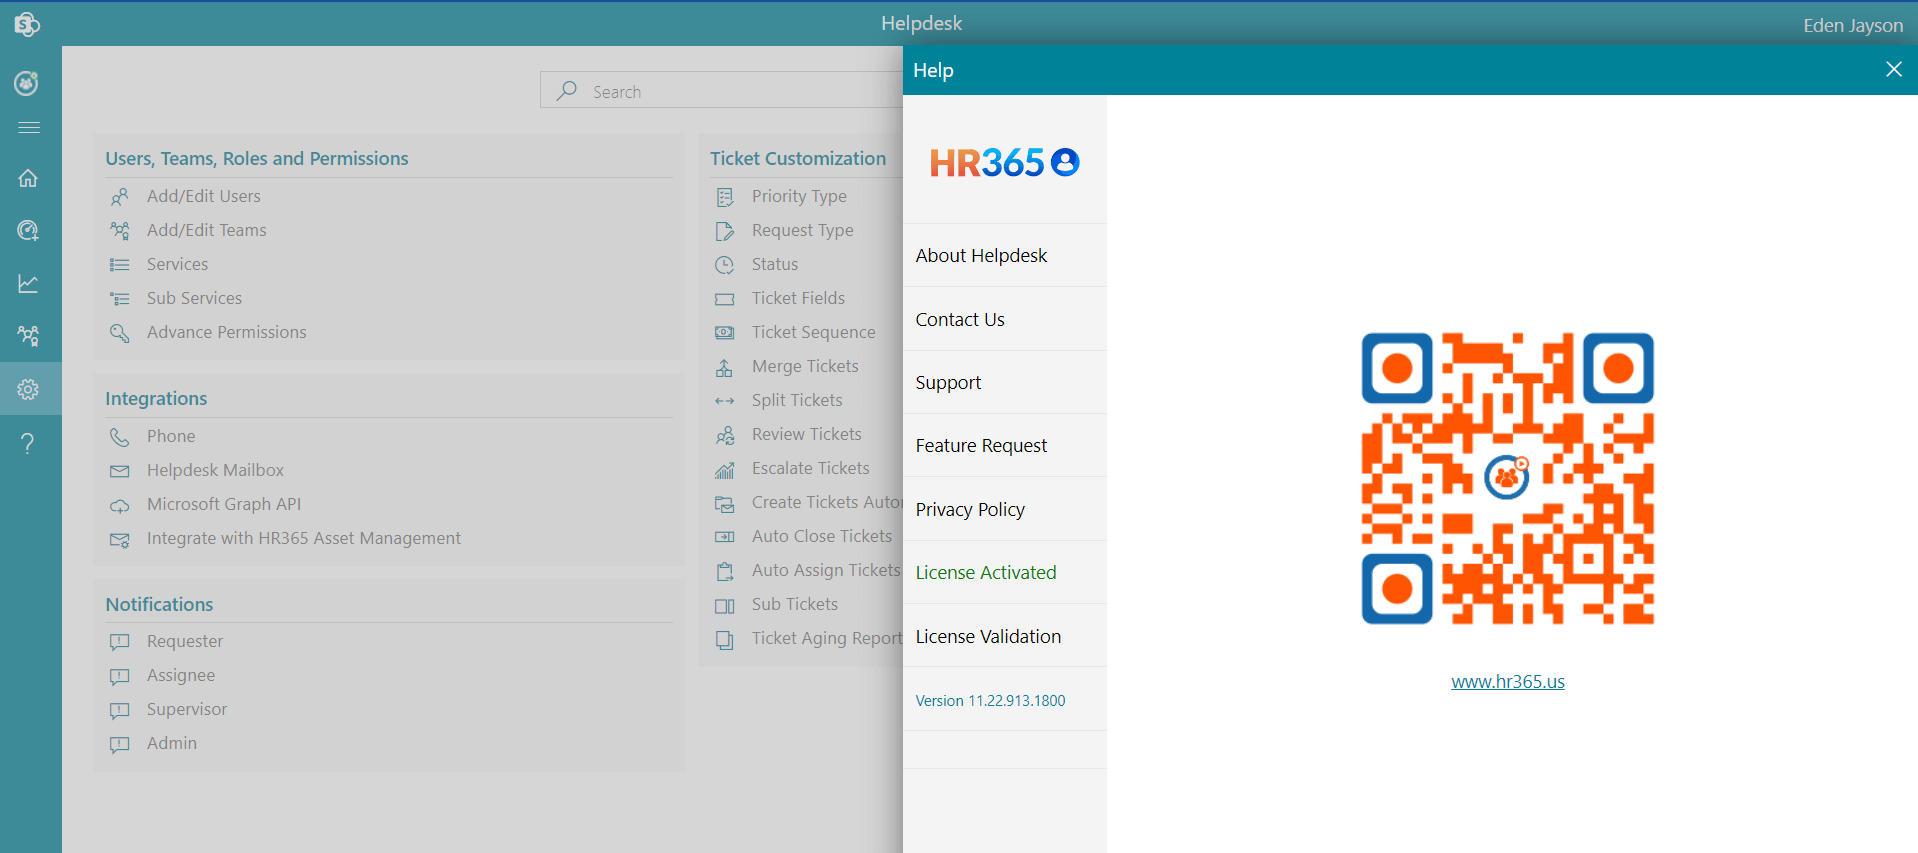 Helpdesk
Eden Jayson
Search
Users, Teams, Roles and Permissions
Add/Edit Users
Add/Edit Teams
Services
Sub Services
Advance Permissions
Integrations
Phone
Helpdesk Mailbox
Microsoft Graph API
Integrate with HR365 Asset Management
Notifications
Requester
Assignee
Supervisor
Admin
Ticket Customization
Priority Type
Request Type
Status
Ticket Fields
Ticket Sequence
Merge Tickets
Split Tickets
Review Tickets
Escalate Tickets
Create Tickets Auto
Auto Close Tickets
Auto Assign Tickets
Sub Tickets
Ticket Aging Report
Help
HR365
About Helpdesk
Contact Us
Support
Feature Request
Privacy Policy
License Activated
License Validation
Version 11.22.913.1800
www.hr365.us